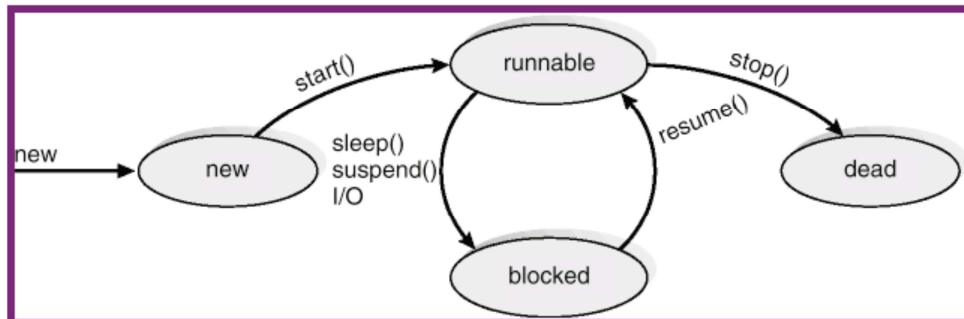 new
new
start()
runnable
sleep()
suspend()
I/O
blocked
resume()
stop()
dead